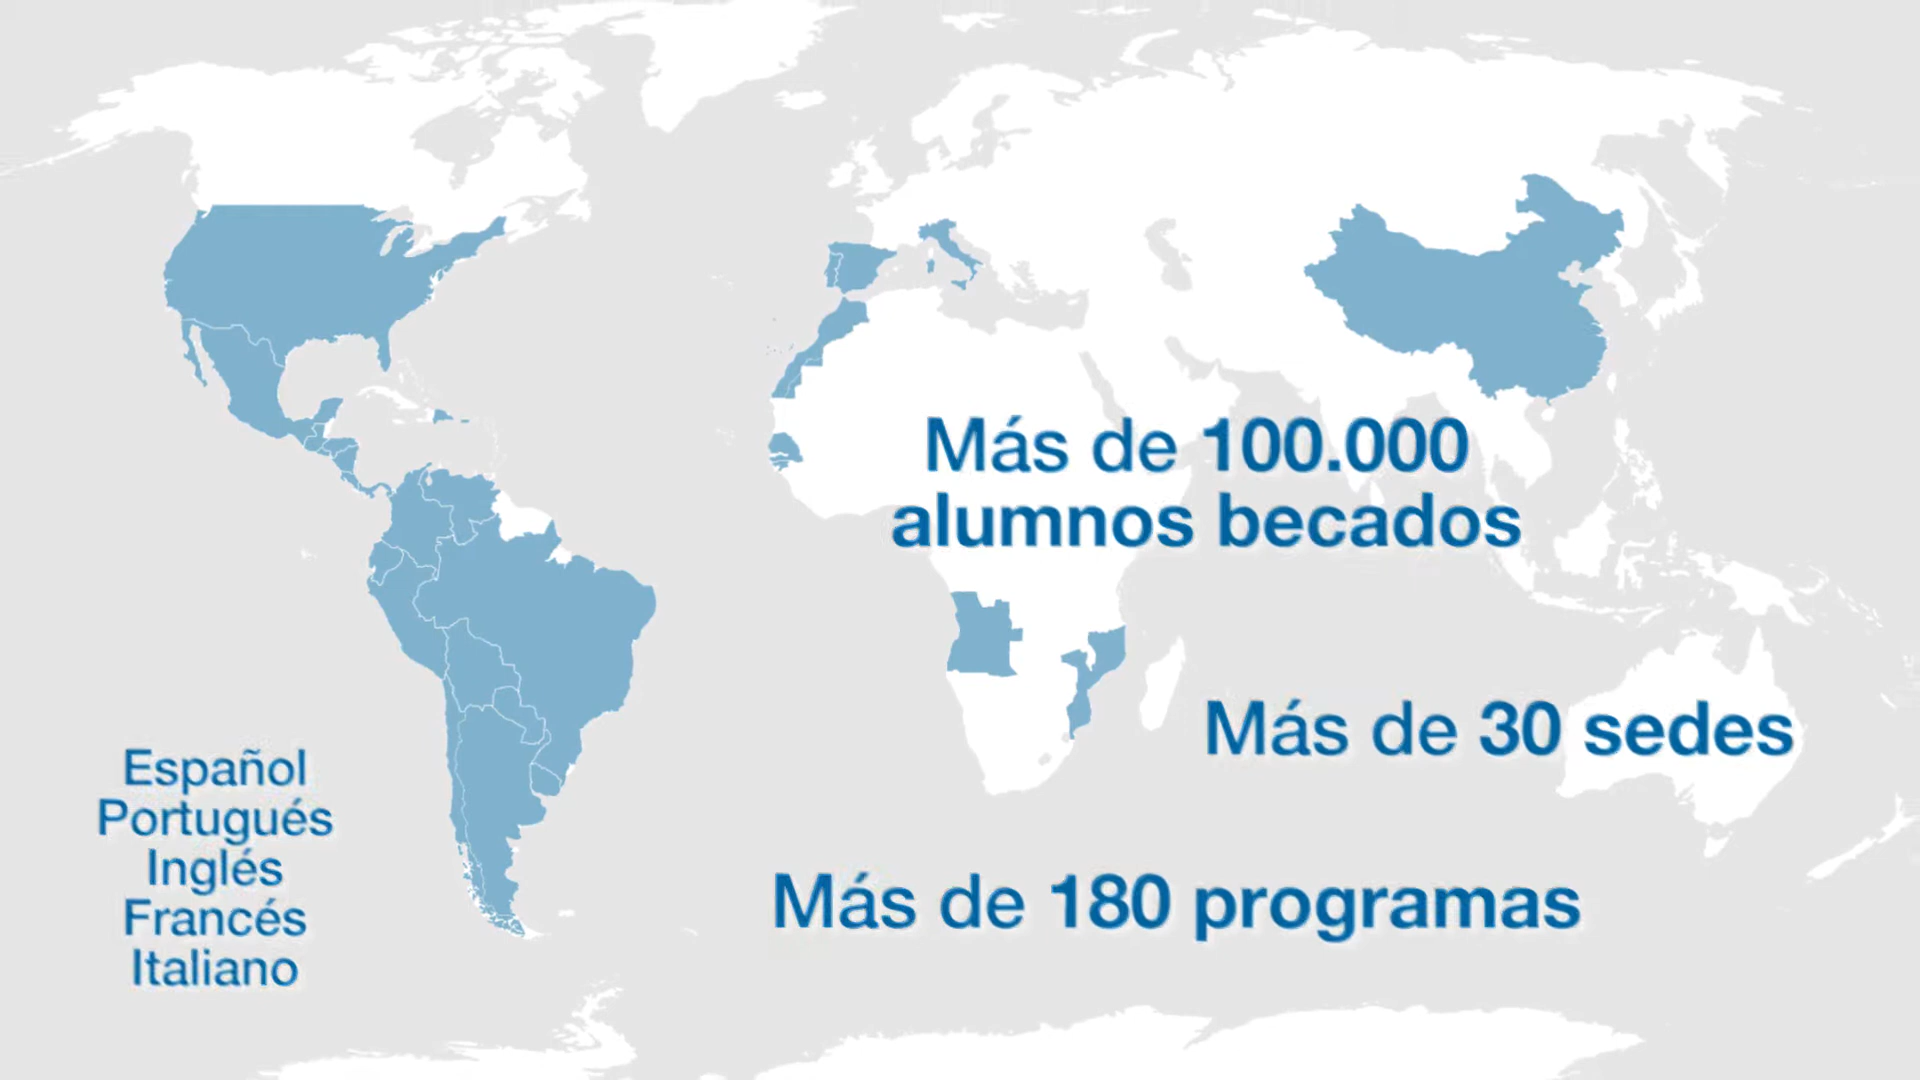 Más de 100.000
alumnos becados
Más de 30 sedes
Español
Portugués
Inglés
Francés
Italiano
Más de 180 programas